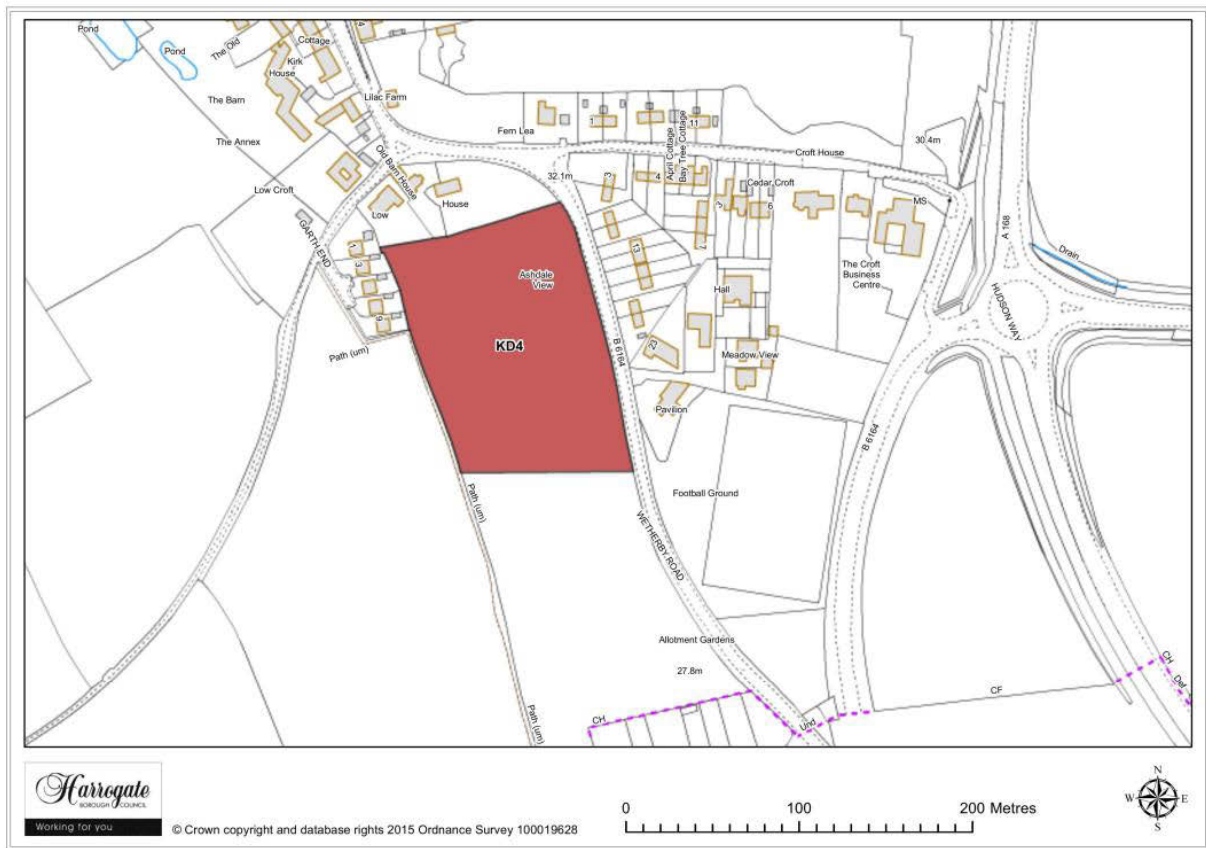 Pond
Pond
The Old
Cottage
Kirk
House
4
The Barn
The Annex
Lilac Farm
Fern Lea
1
11
April Cottage
Bay Tree Cottage
Croft House
30.4m
Old Barn House
32.1m
3
4
Cedar Croft
3
6
MS
A 168
Drain
Low Croft
Low
House
GARTH END
1
3
9
Ashdale
View
13
7
Hall
The Croft
Business
Centre
HUDSON WAY
KD4
B 6164
23
Meadow View
Path (um)
Pavilion
B 6164
Path (um)
Football Ground
WETHERBY ROAD
Allotment Gardens
27.8m
CH
Und
CF
CH
Def
Path (um)
Harrogate
BOROUGH COUNCIL
Working for you
© Crown copyright and database rights 2015 Ordnance Survey 100019628
0 100 200 Metres
N
W E
S